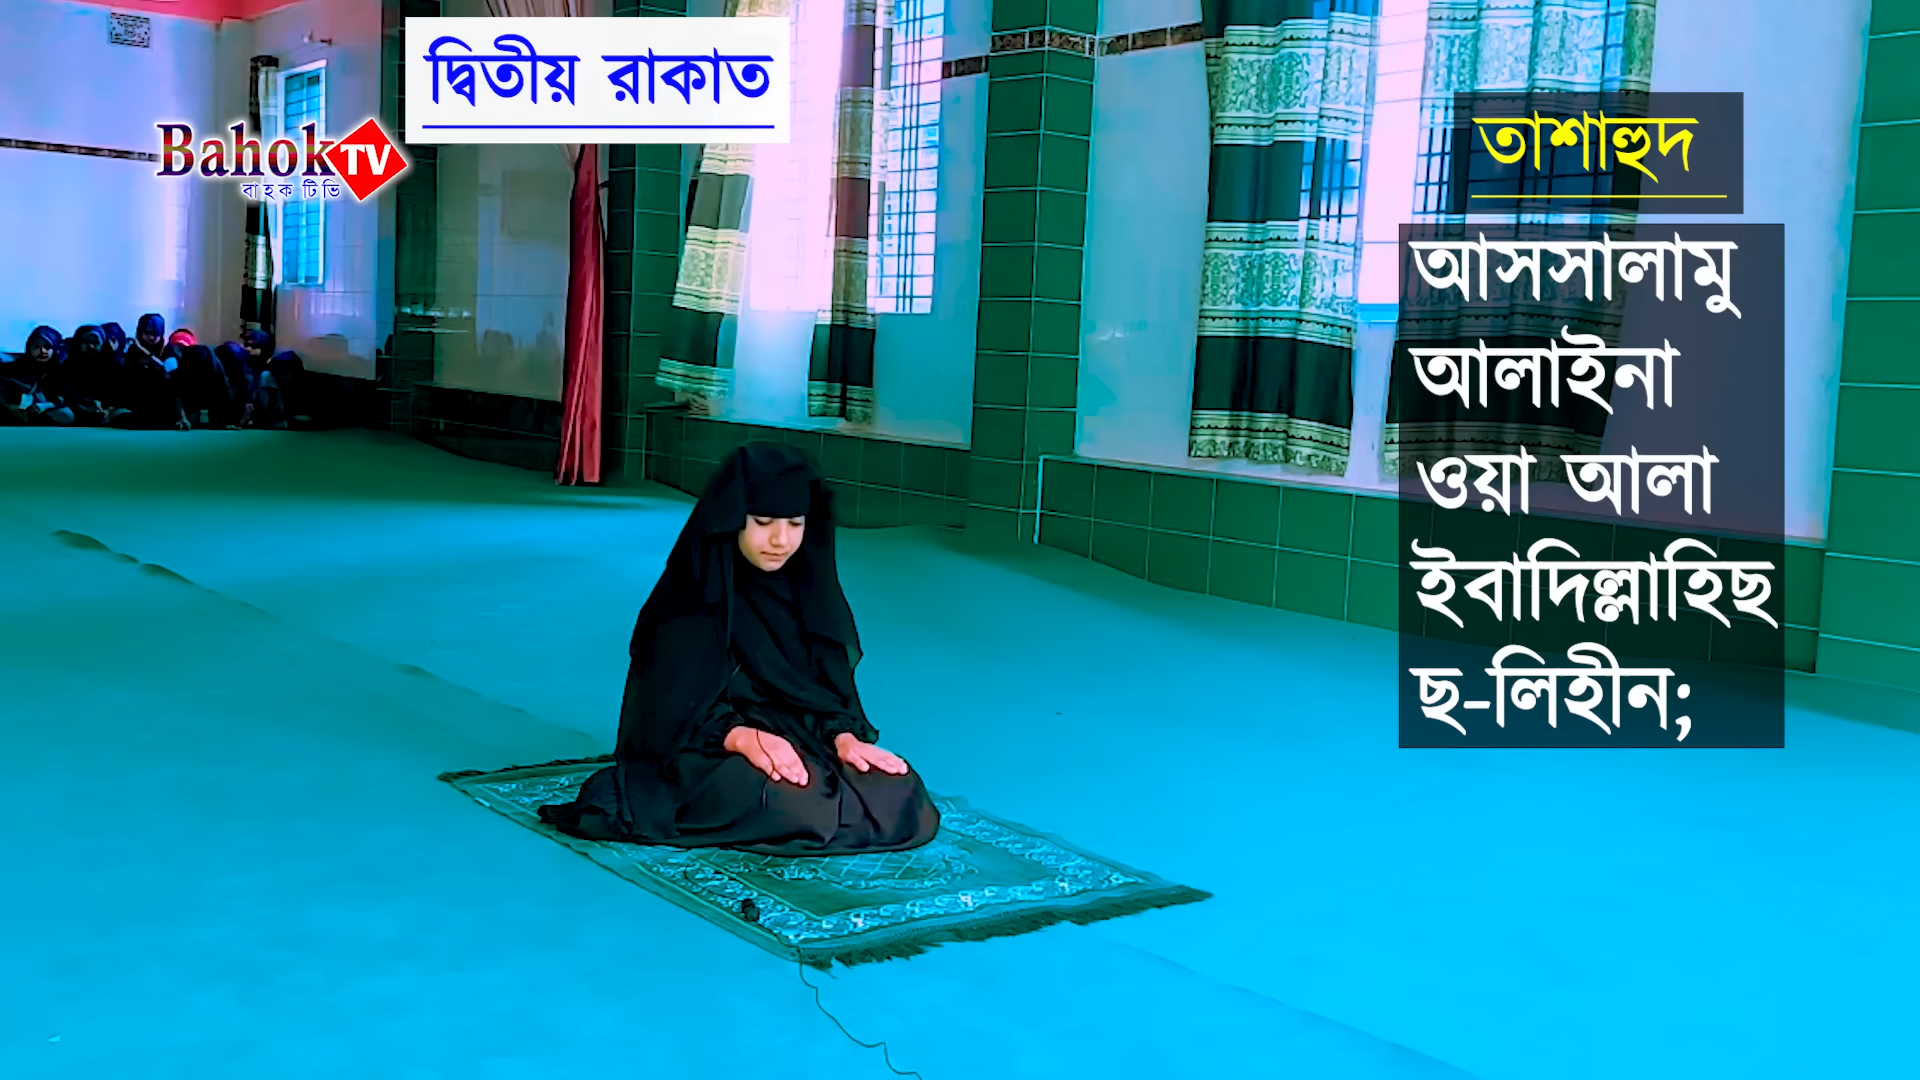 দ্বিতীয় রাকাত
Bahok TV
বাহক টিভি
তাশাহুদ
আসসালামু
আলাইনা
ওয়া আলা
ইবাদিল্লাহিছ
ছ-লিহীন;